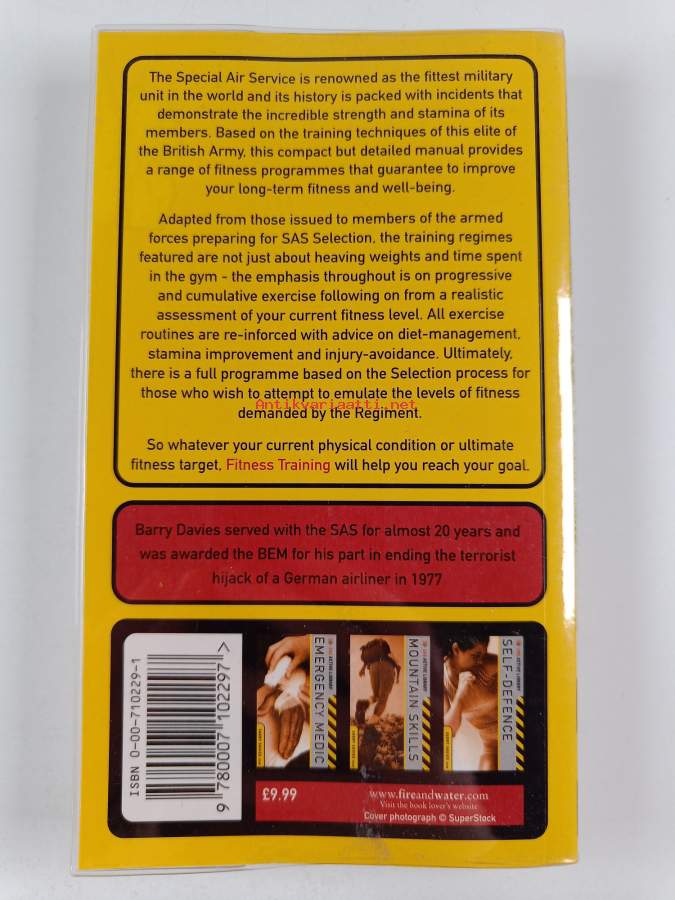 The Special Air Service is renowned as the fittest military
unit in the world and its history is packed with incidents that
demonstrate the incredible strength and stamina of its
members. Based on the training techniques of this elite of
the British Army, this compact but detailed manual provides
a range of fitness programmes that guarantee to improve
your long-term fitness and well-being.
Adapted from those issued to members of the armed
forces preparing for SAS Selection, the training regimes
featured are not just about heaving weights and time spent
in the gym - the emphasis throughout is on progressive
and cumulative exercise following on from a realistic
assessment of your current fitness level. All exercise
routines are re-inforced with advice on diet-management,
stamina improvement and injury-avoidance. Ultimately,
there is a full programme based on the Selection process for
those who wish to attempt to emulate the levels of fitness
Antikvariaatti.net
demanded by the Regiment.
So whatever your current physical condition or ultimate
fitness target, Fitness Training will help you reach your goal.
Barry Davies served with the SAS for almost 20 years and
was awarded the BEM for his part in ending the terrorist
hijack of a German airliner in 1977
ISBN 0-00-710229-1
9 780007 102297 >
EMERGENCY MEDIC
ACTIVE LIBRARY
MOUNTAIN SKILLS
ACTIVE LIBRARY
SELF-DEFENCE
ACTIVE LIBRARY
£9.99
www.fireandwater.com
Visit the book lover's website
Cover photograph © SuperStock